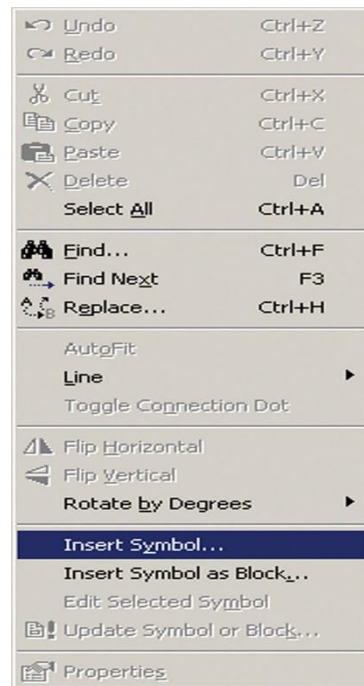 Undo Ctrl+Z
Redo Ctrl+Y
Cut Ctrl+X
Copy Ctrl+C
Paste Ctrl+V
Delete Del
Select All Ctrl+A
Find... Ctrl+F
Find Next F3
Replace... Ctrl+H
AutoFit
Line
Toggle Connection Dot
Flip Horizontal
Flip Vertical
Rotate by Degrees
Insert Symbol...
Insert Symbol as Block...
Edit Selected Symbol
Update Symbol or Block...
Properties